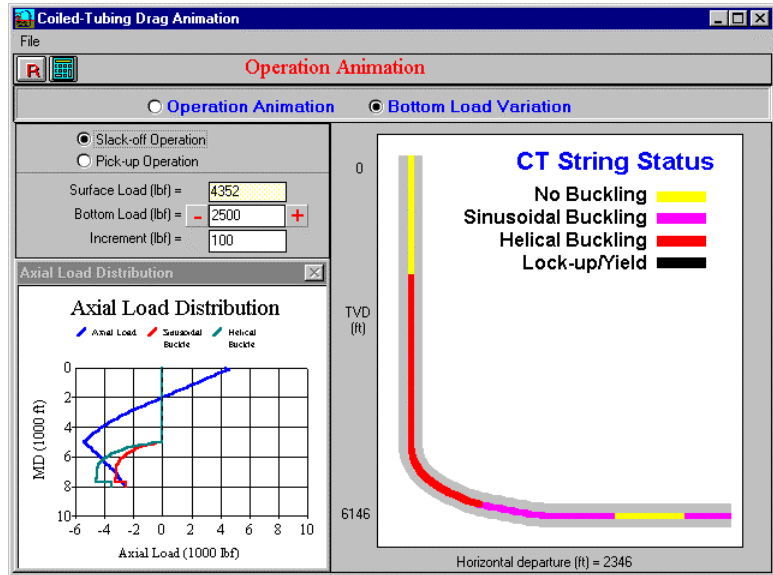 Coiled-Tubing Drag Animation
File
R
Operation Animation
Operation Animation
Bottom Load Variation
Slack-off Operation
Pick-up Operation
Surface Load (lbf) = 4352
Bottom Load (lbf) = - 2500 +
Increment (lbf) = 100
Axial Load Distribution
Axial Load Distribution
Axial Load
Sinusoidal Buckle
Helical Buckle
MD (1000 ft)
0
2
4
6
8
10
-6 -4 -2 0 2 4 6 8 10
Axial Load (1000 lbf)
CT String Status
No Buckling
Sinusoidal Buckling
Helical Buckling
Lock-up/Yield
0
TVD
(ft)
6146
Horizontal departure (ft) = 2346